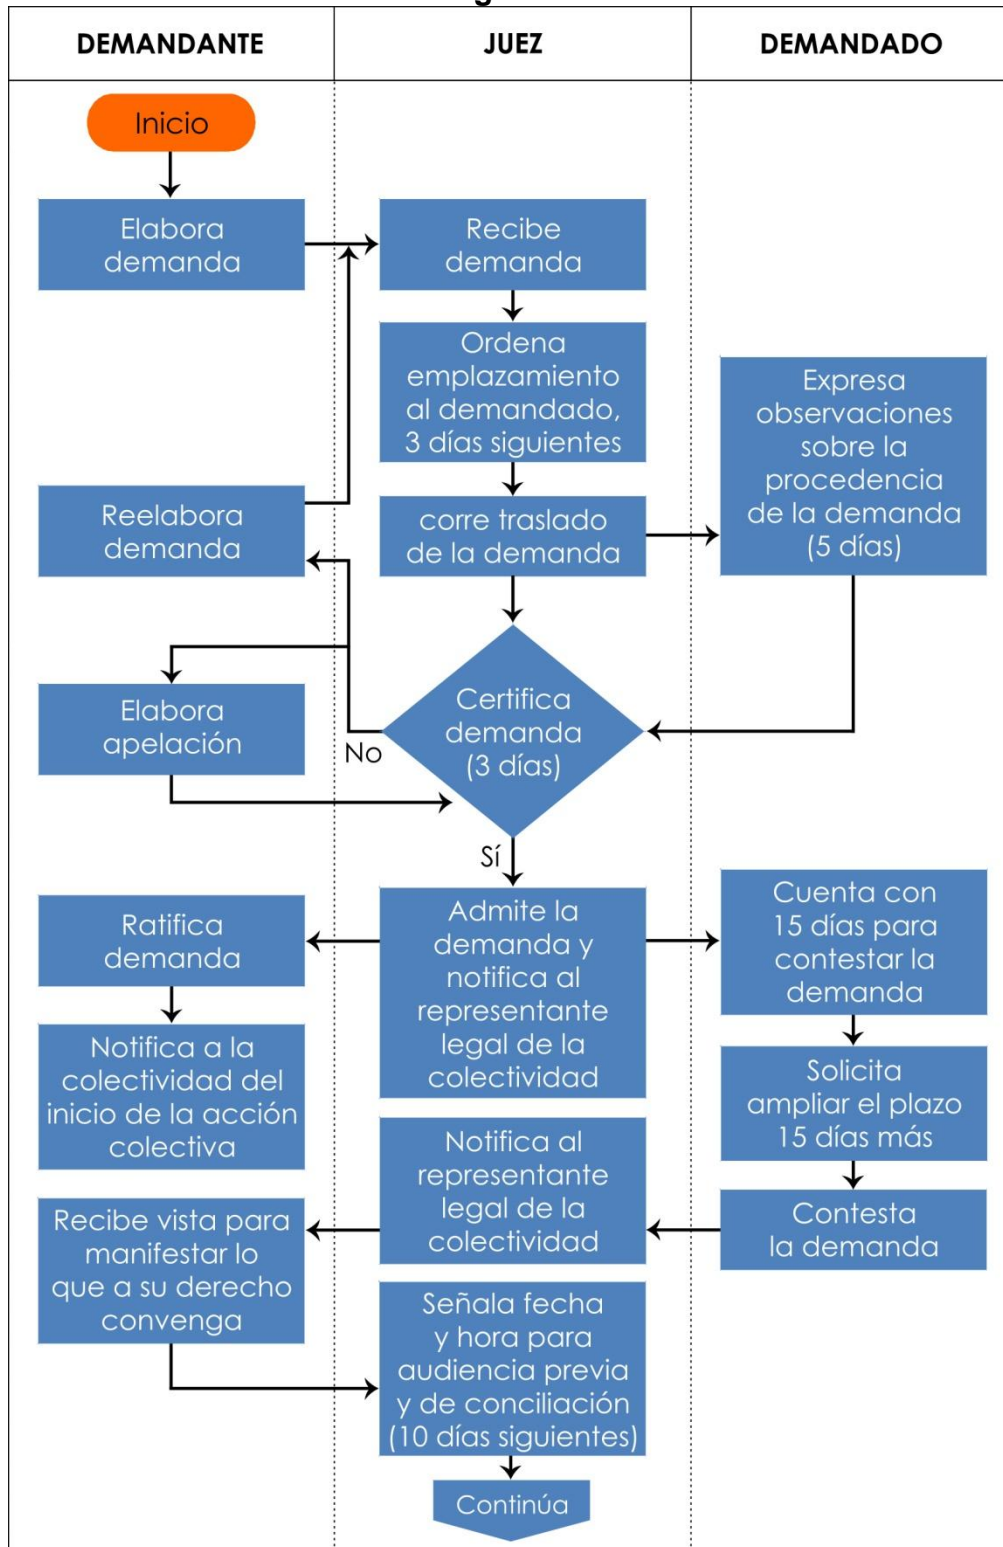 DEMANDANTE
JUEZ
DEMANDADO
Inicio
Elabora
demanda
Recibe
demanda
Ordena
emplazamiento
al demandado,
3 días siguientes
Expresa
observaciones
sobre la
procedencia
de la demanda
(5 días)
Reelabora
demanda
corre traslado
de la demanda
Certifica
demanda
(3 días)
Elabora
apelación
No
Sí
Ratifica
demanda
Admite la
demanda y
notifica al
representante
legal de la
colectividad
Cuenta con
15 días para
contestar la
demanda
Notifica a la
colectividad del
inicio de la acción
colectiva
Solicita
ampliar el plazo
15 días más
Notifica al
representante
legal de la
colectividad
Contesta
la demanda
Recibe vista para
manifestar lo
que a su derecho
convenga
Señala fecha
y hora para
audiencia previa
y de conciliación
(10 días siguientes)
Continúa